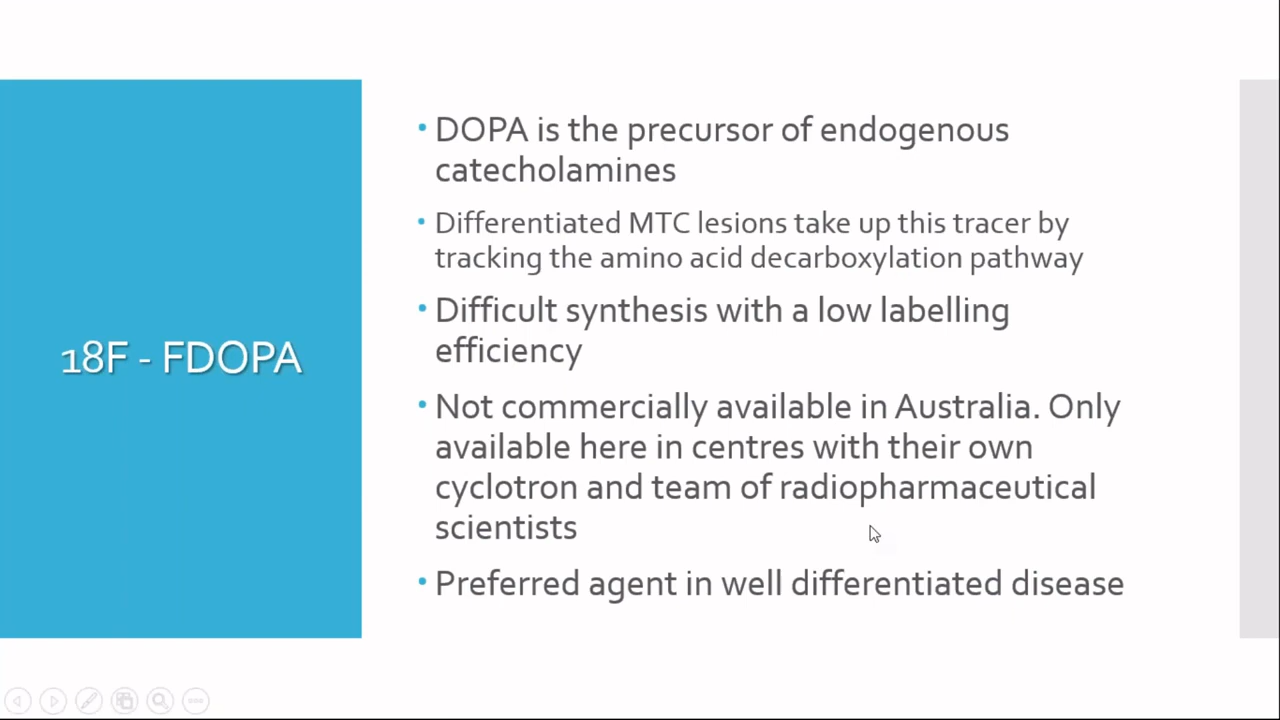 18F - FDOPA
• DOPA is the precursor of endogenous
catecholamines
• Differentiated MTC lesions take up this tracer by
tracking the amino acid decarboxylation pathway
• Difficult synthesis with a low labelling
efficiency
• Not commercially available in Australia. Only
available here in centres with their own
cyclotron and team of radiopharmaceutical
scientists
• Preferred agent in well differentiated disease